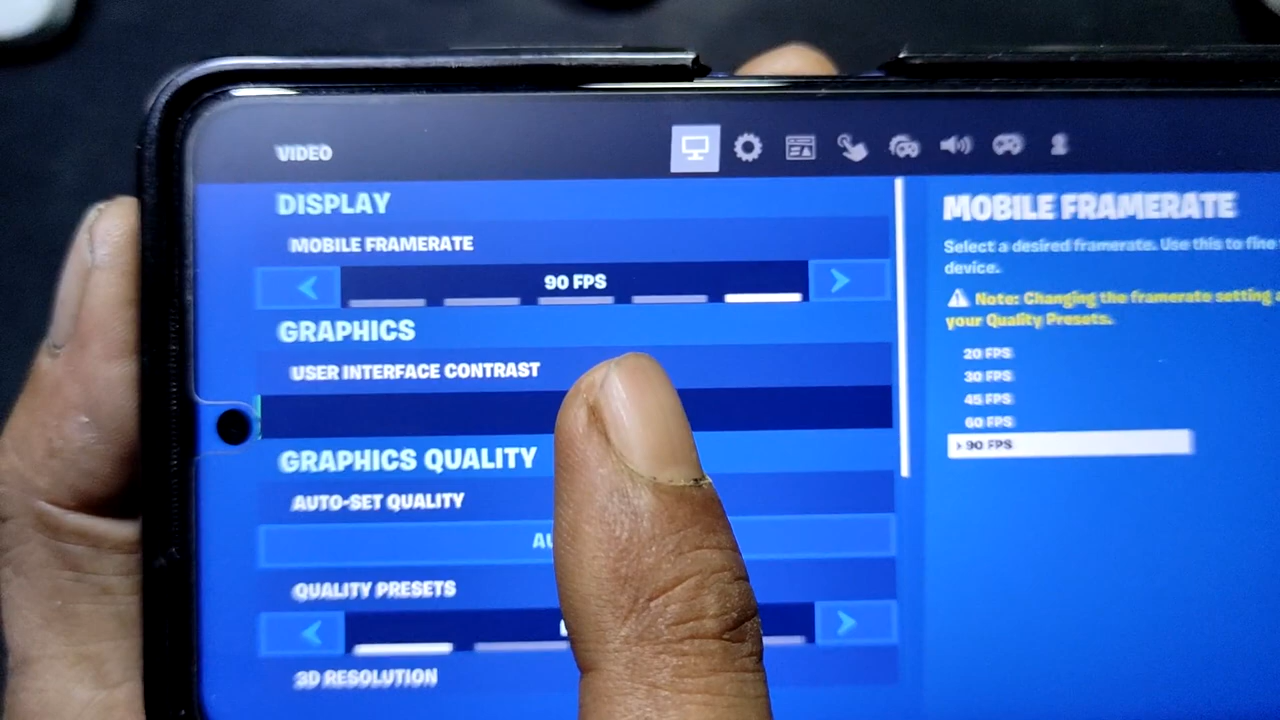 VIDEO
DISPLAY
MOBILE FRAMERATE
90 FPS
GRAPHICS
USER INTERFACE CONTRAST
GRAPHICS QUALITY
AUTO-SET QUALITY
QUALITY PRESETS
3D RESOLUTION
MOBILE FRAMERATE
Select a desired framerate. Use this to fine
device.
Note: Changing the framerate setting
your Quality Presets.
20 FPS
30 FPS
45 FPS
60 FPS
90 FPS